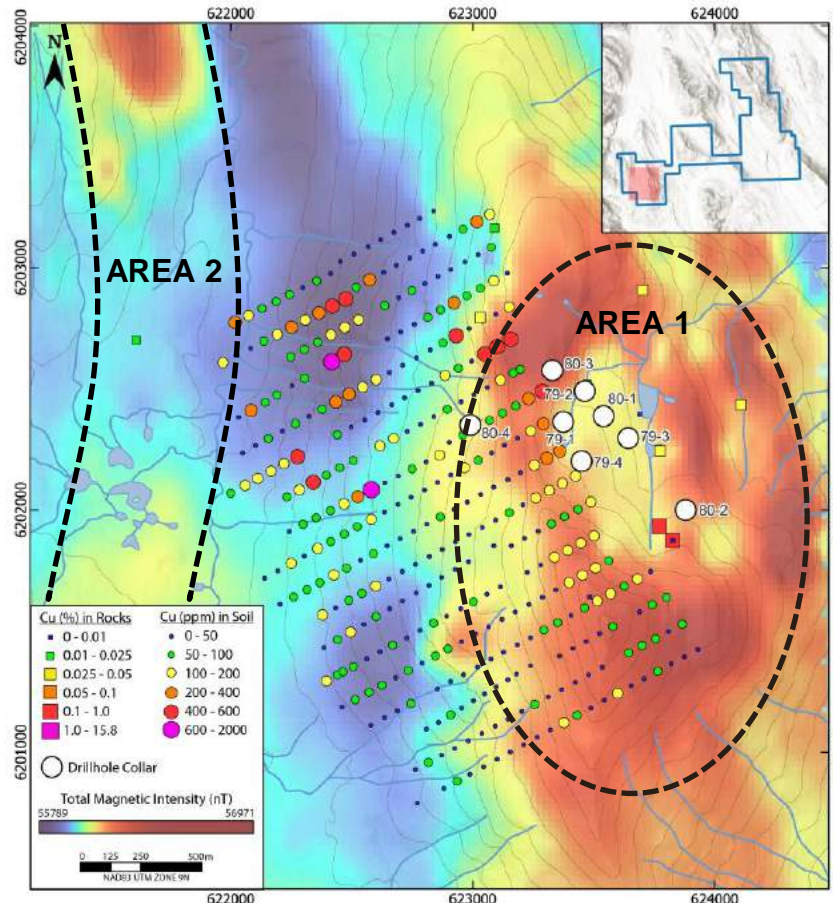 622000 623000 624000
6204000
N
6203000
AREA 2
AREA 1
80-3
79-2
80-1
80-4
79-1
79-3
79-4
6202000
80-2
Cu (%) in Rocks
0 - 0.01
0.01 - 0.025
0.025 - 0.05
0.05 - 0.1
0.1 - 1.0
1.0 - 15.8
Cu (ppm) in Soil
0 - 50
50 - 100
100 - 200
200 - 400
400 - 600
600 - 2000
Drillhole Collar
Total Magnetic Intensity (nT)
55789 56971
0 125 250 500m
NAD83 UTM ZONE 9N
6201000
622000 623000 624000